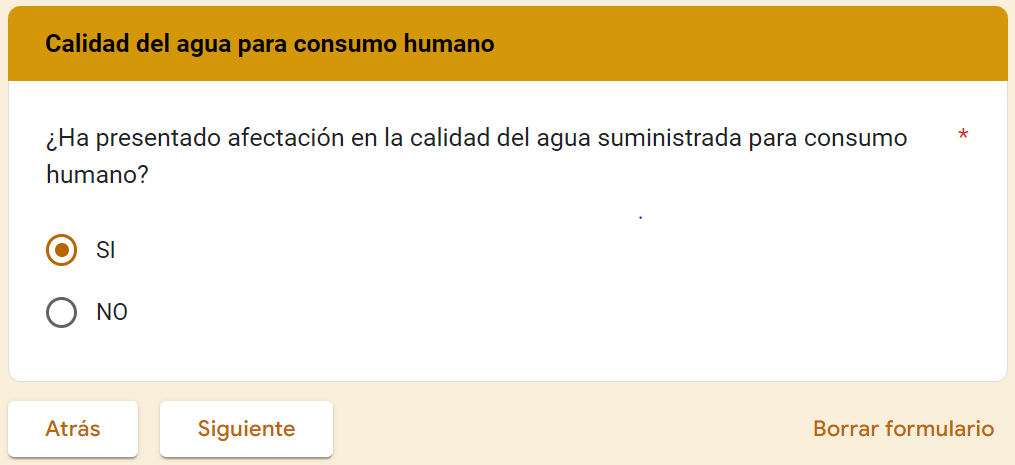 Calidad del agua para consumo humano
¿Ha presentado afectación en la calidad del agua suministrada para consumo *
humano?
SI
NO
Atrás Siguiente Borrar formulario